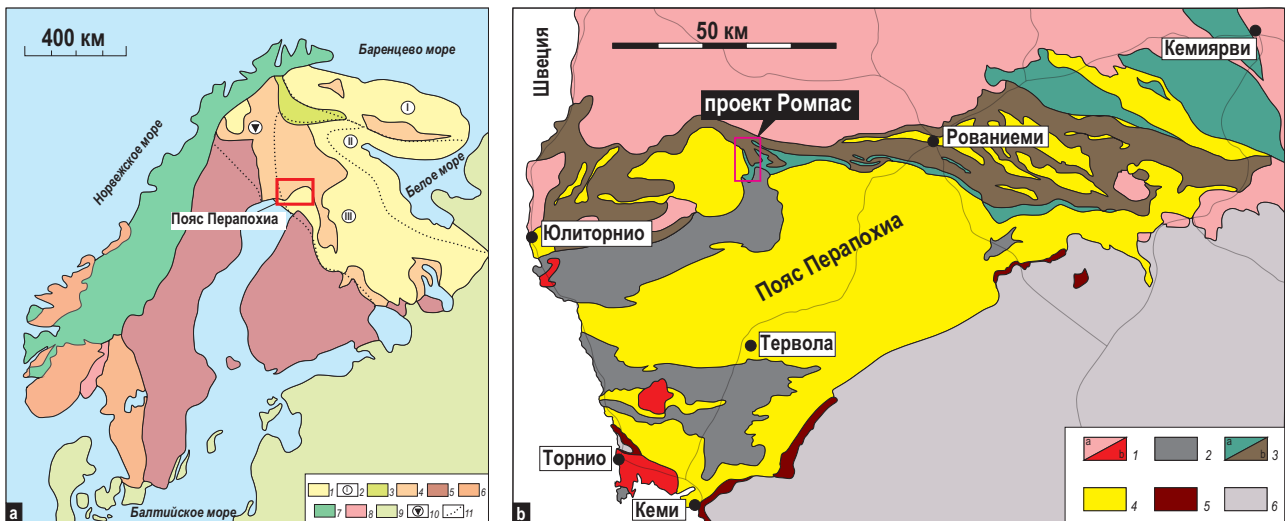 400 км
Баренцево море
Норвежское море
Белое море
I
II
III
Пояс Перапохиа
Балтийское море
1
I
2
3
4
5
6
7
8
9
10
11
a
50 км
Швеция
Кемиярви
проект Ромпас
Рованиеми
Юлиторнио
Пояс Перапохиа
Тервола
Торнио
Кеми
a
b
1
2
a
b
3
4
5
6
b